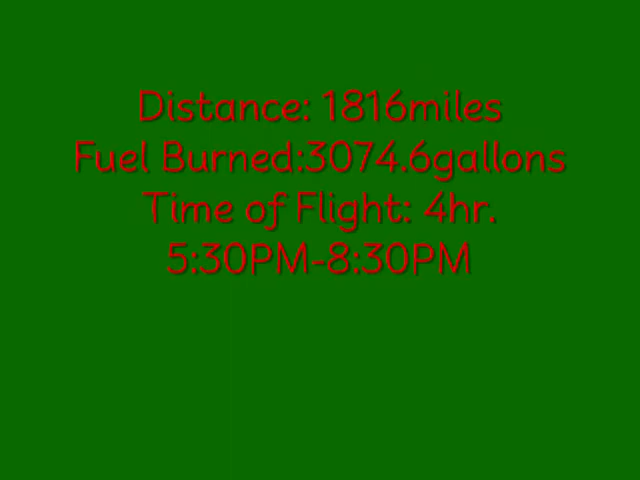 Distance: 1816miles
Fuel Burned:3074.6gallons
Time of Flight: 4hr.
5:30PM-8:30PM